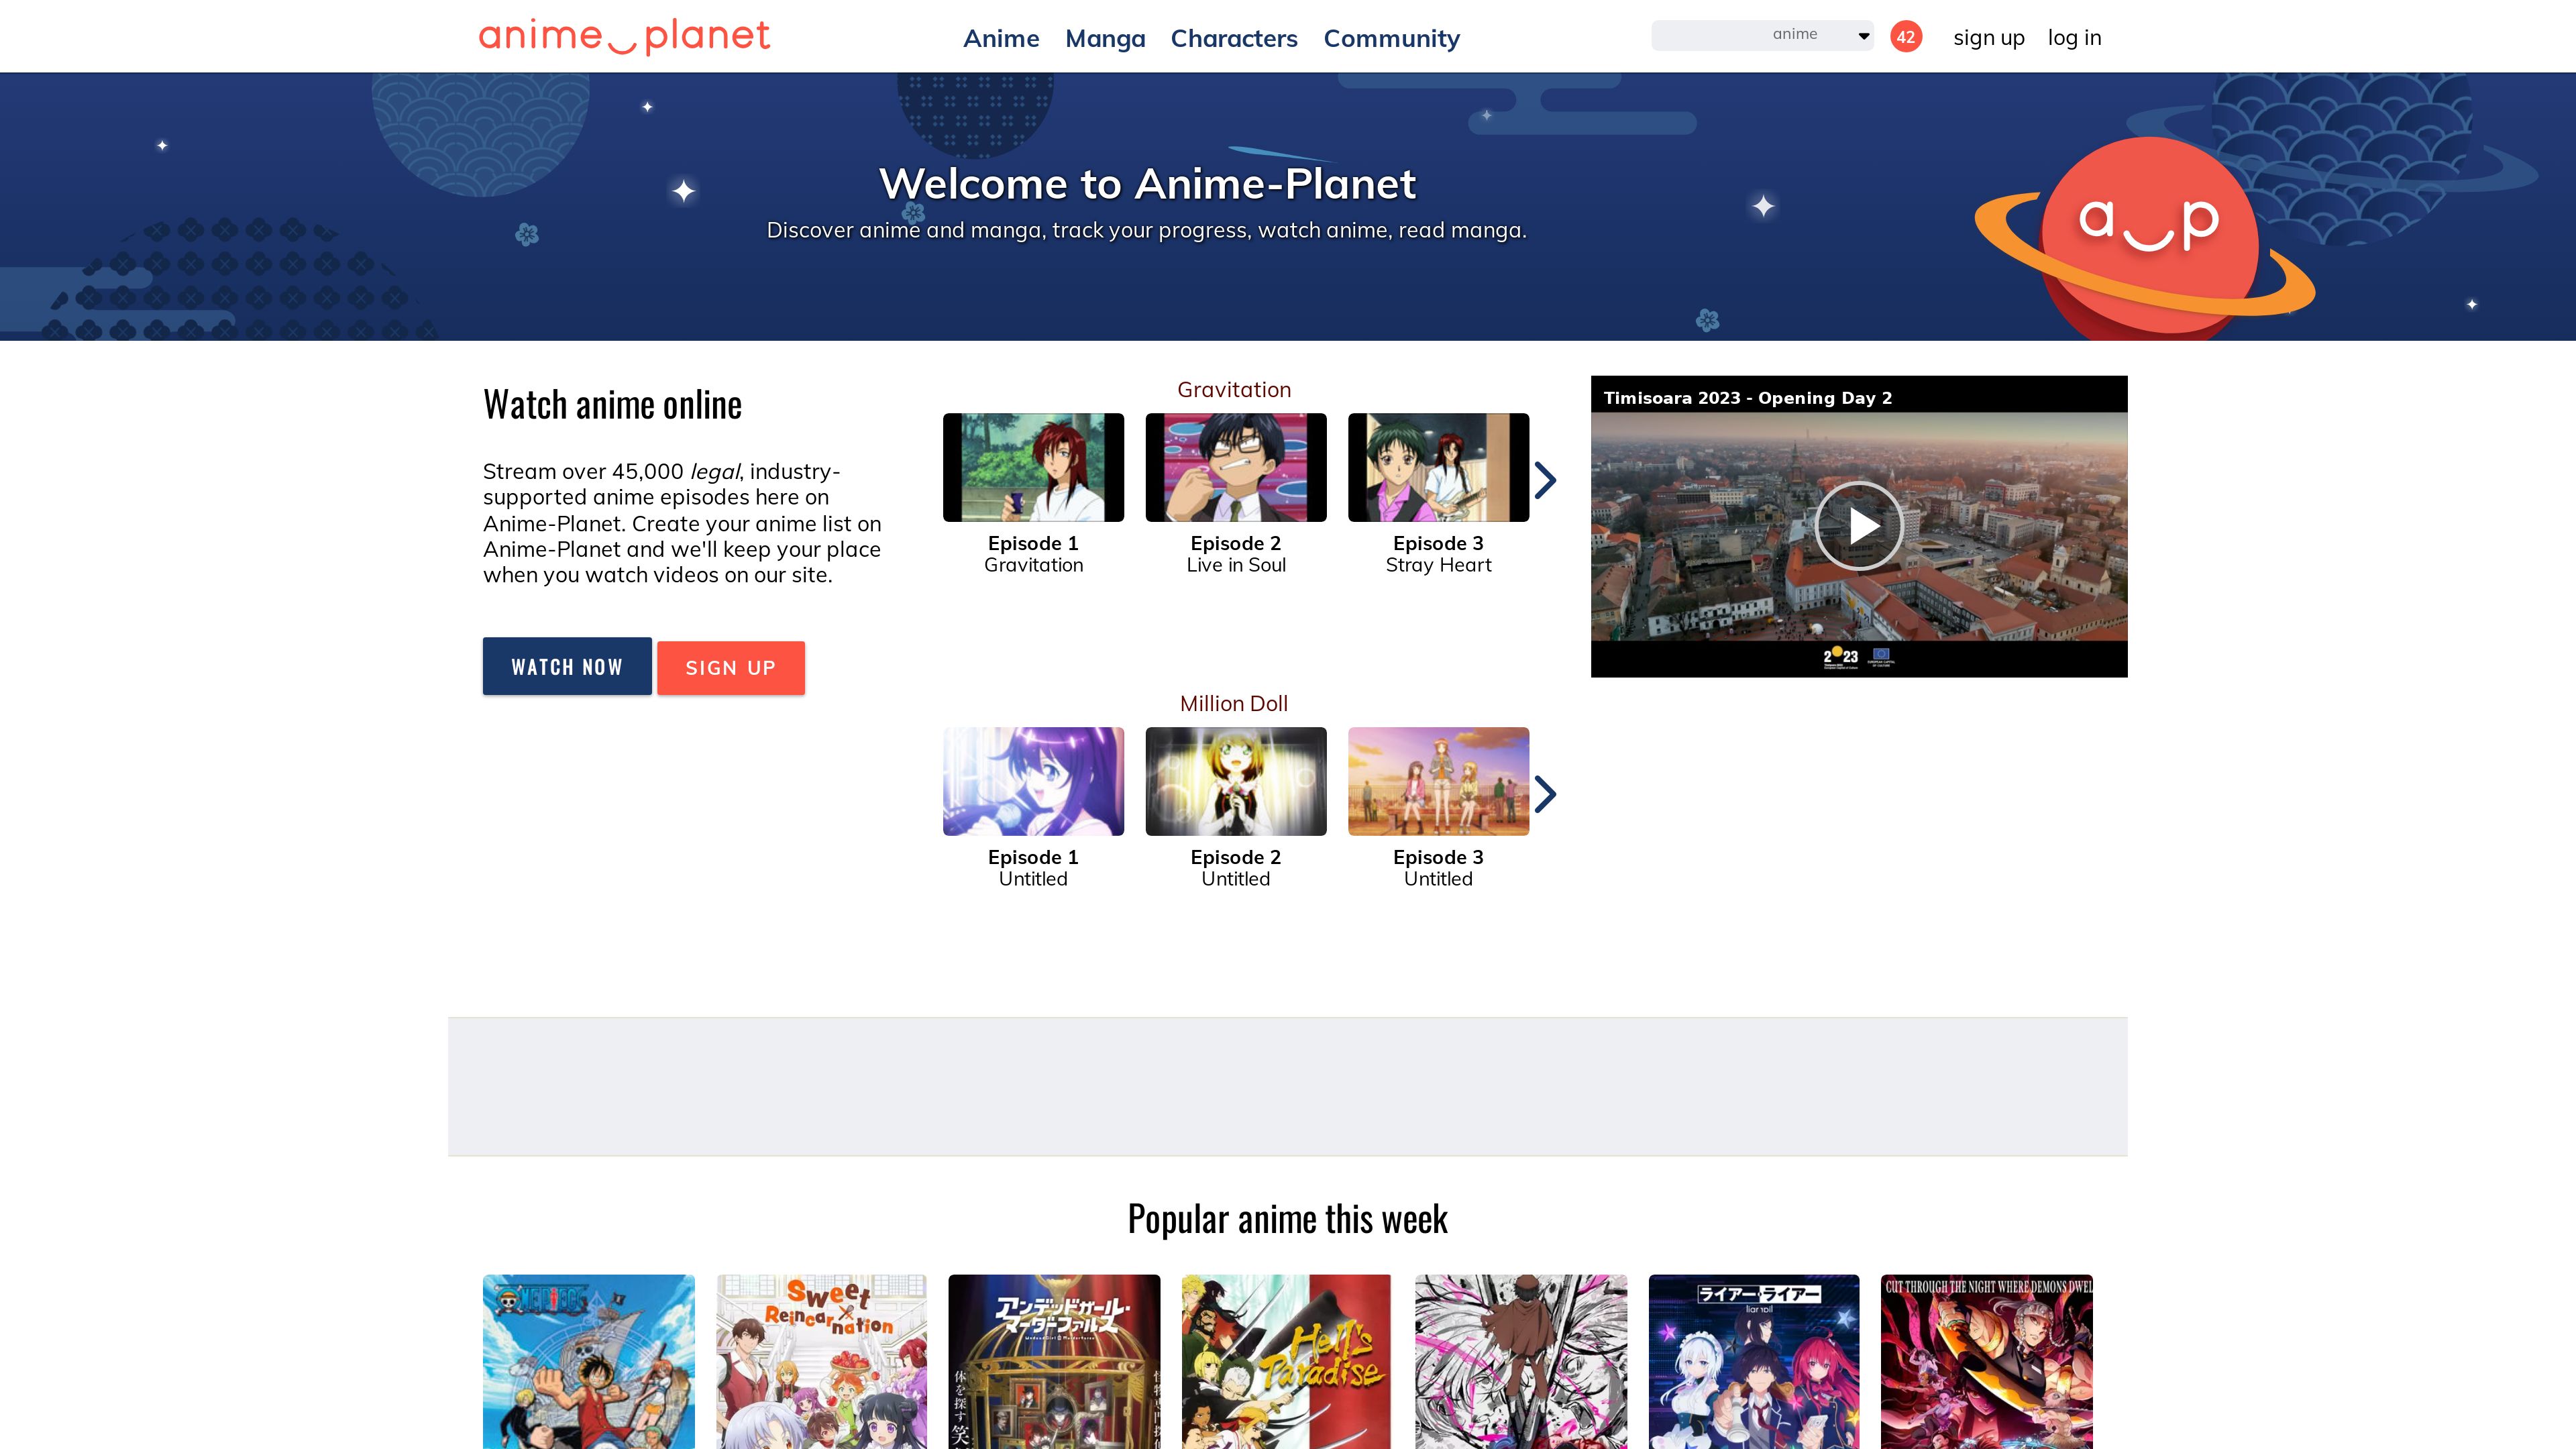 anime planet
Anime Manga Characters Community
anime
42
sign up
log in
Welcome to Anime-Planet
Discover anime and manga, track your progress, watch anime, read manga.
a p
Watch anime online
Stream over 45,000 legal, industry-
supported anime episodes here on
Anime-Planet. Create your anime list on
Anime-Planet and we'll keep your place
when you watch videos on our site.
WATCH NOW
SIGN UP
Gravitation
Episode 1
Gravitation
Episode 2
Live in Soul
Episode 3
Stray Heart
Million Doll
Episode 1
Untitled
Episode 2
Untitled
Episode 3
Untitled
Timisoara 2023 - Opening Day 2
2023
Popular anime this week
ONE PIECE
Sweet
Reincarnation
アンデッドガール・
マーダーファルス
体を探す
Hell's
Paradise
ライアー・ライアー
liar liar
CUT THROUGH THE NIGHT WHERE DEMONS DWEL